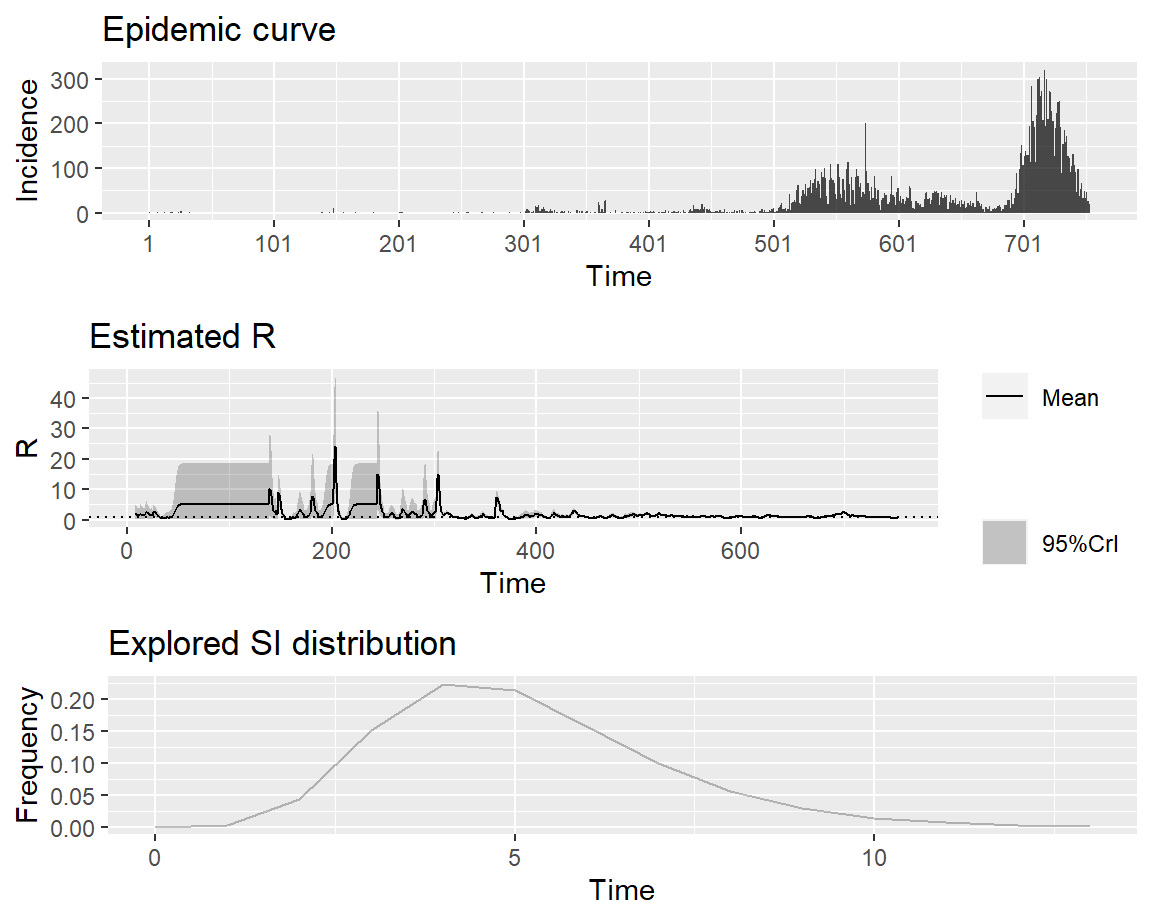 Epidemic curve
300
200
100
0
Incidence
1 101 201 301 401 501 601 701
Time
Estimated R
40
30
20
10
0
R
0 200 400 600
Time
Mean
95%CrI
Explored SI distribution
0.20
0.15
0.10
0.05
0.00
Frequency
0 5 10
Time